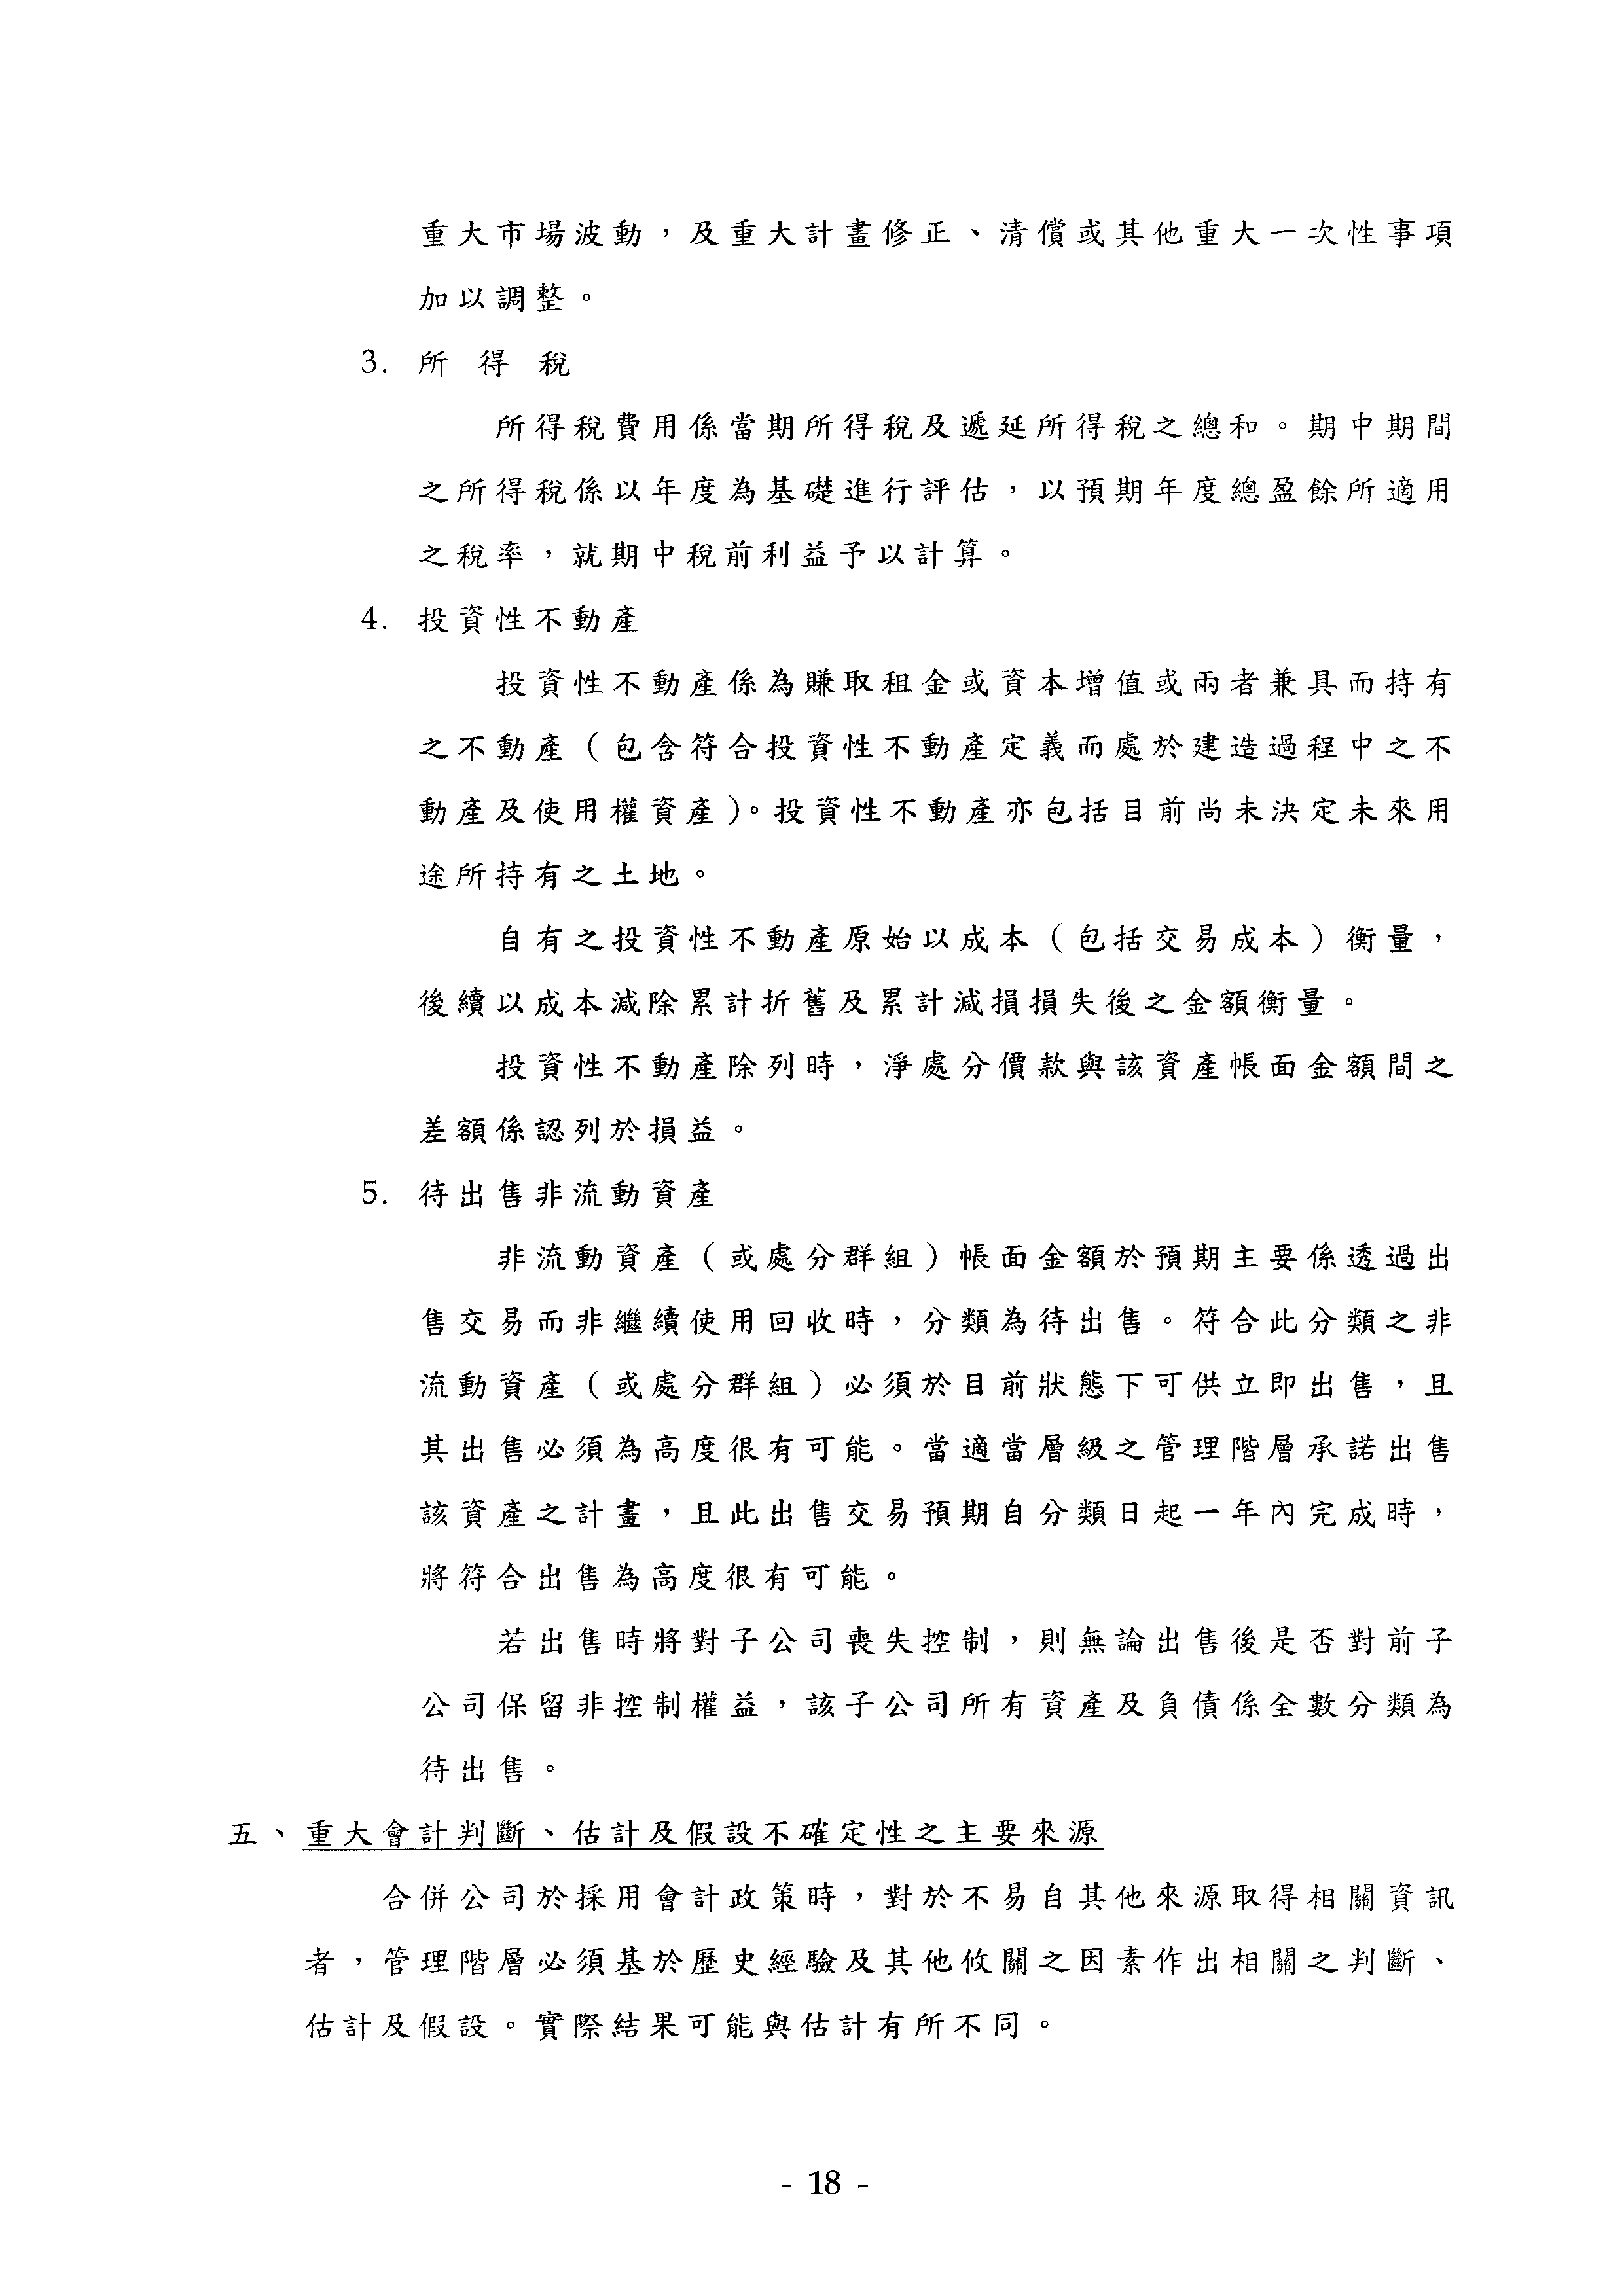 重大市場波動，及重大計畫修正、清償或其他重大一次性事項
加以調整。
3. 所得稅
所得稅費用係當期所得稅及遞延所得稅之總和。期中期間
之所得稅係以年度為基礎進行評估，以預期年度總盈餘所適用
之稅率，就期中稅前利益予以計算。
4. 投資性不動產
投資性不動產係為賺取租金或資本增值或兩者兼具而持有
之不動產（包含符合投資性不動產定義而處於建造過程中之不
動產及使用權資產）。投資性不動產亦包括目前尚未決定未來用
途所持有之土地。
自有之投資性不動產原始以成本（包括交易成本）衡量，
後續以成本減除累計折舊及累計減損損失後之金額衡量。
投資性不動產除列時，淨處分價款與該資產帳面金額間之
差額係認列於損益。
5. 待出售非流動資產
非流動資產（或處分群組）帳面金額於預期主要係透過出
售交易而非繼續使用回收時，分類為待出售。符合此分類之非
流動資產（或處分群組）必須於目前狀態下可供立即出售，且
其出售必須為高度很有可能。當適當層級之管理階層承諾出售
該資產之計畫，且此出售交易預期自分類日起一年內完成時，
將符合出售為高度很有可能。
若出售時將對子公司喪失控制，則無論出售後是否對前子
公司保留非控制權益，該子公司所有資產及負債係全數分類為
待出售。
五、重大會計判斷、估計及假設不確定性之主要來源
合併公司於採用會計政策時，對於不易自其他來源取得相關資訊
者，管理階層必須基於歷史經驗及其他攸關之因素作出相關之判斷、
估計及假設。實際結果可能與估計有所不同。
- 18 -